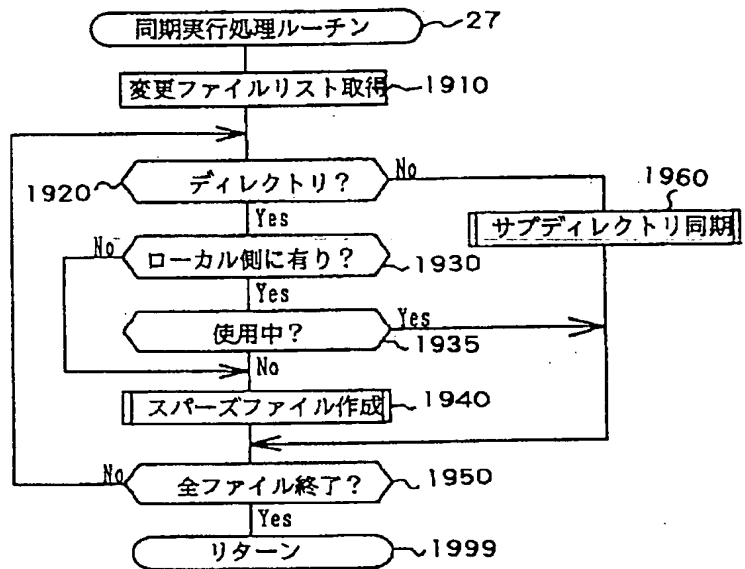 同期実行処理ルーチン 27
変更ファイルリスト取得 1910
1920 ディレクトリ? No
Yes
1960
サブディレクトリ同期
No ローカル側に有り? 1930
Yes
使用中? Yes 1935
No
スパーズファイル作成 1940
No 全ファイル終了? 1950
Yes
リターン 1999